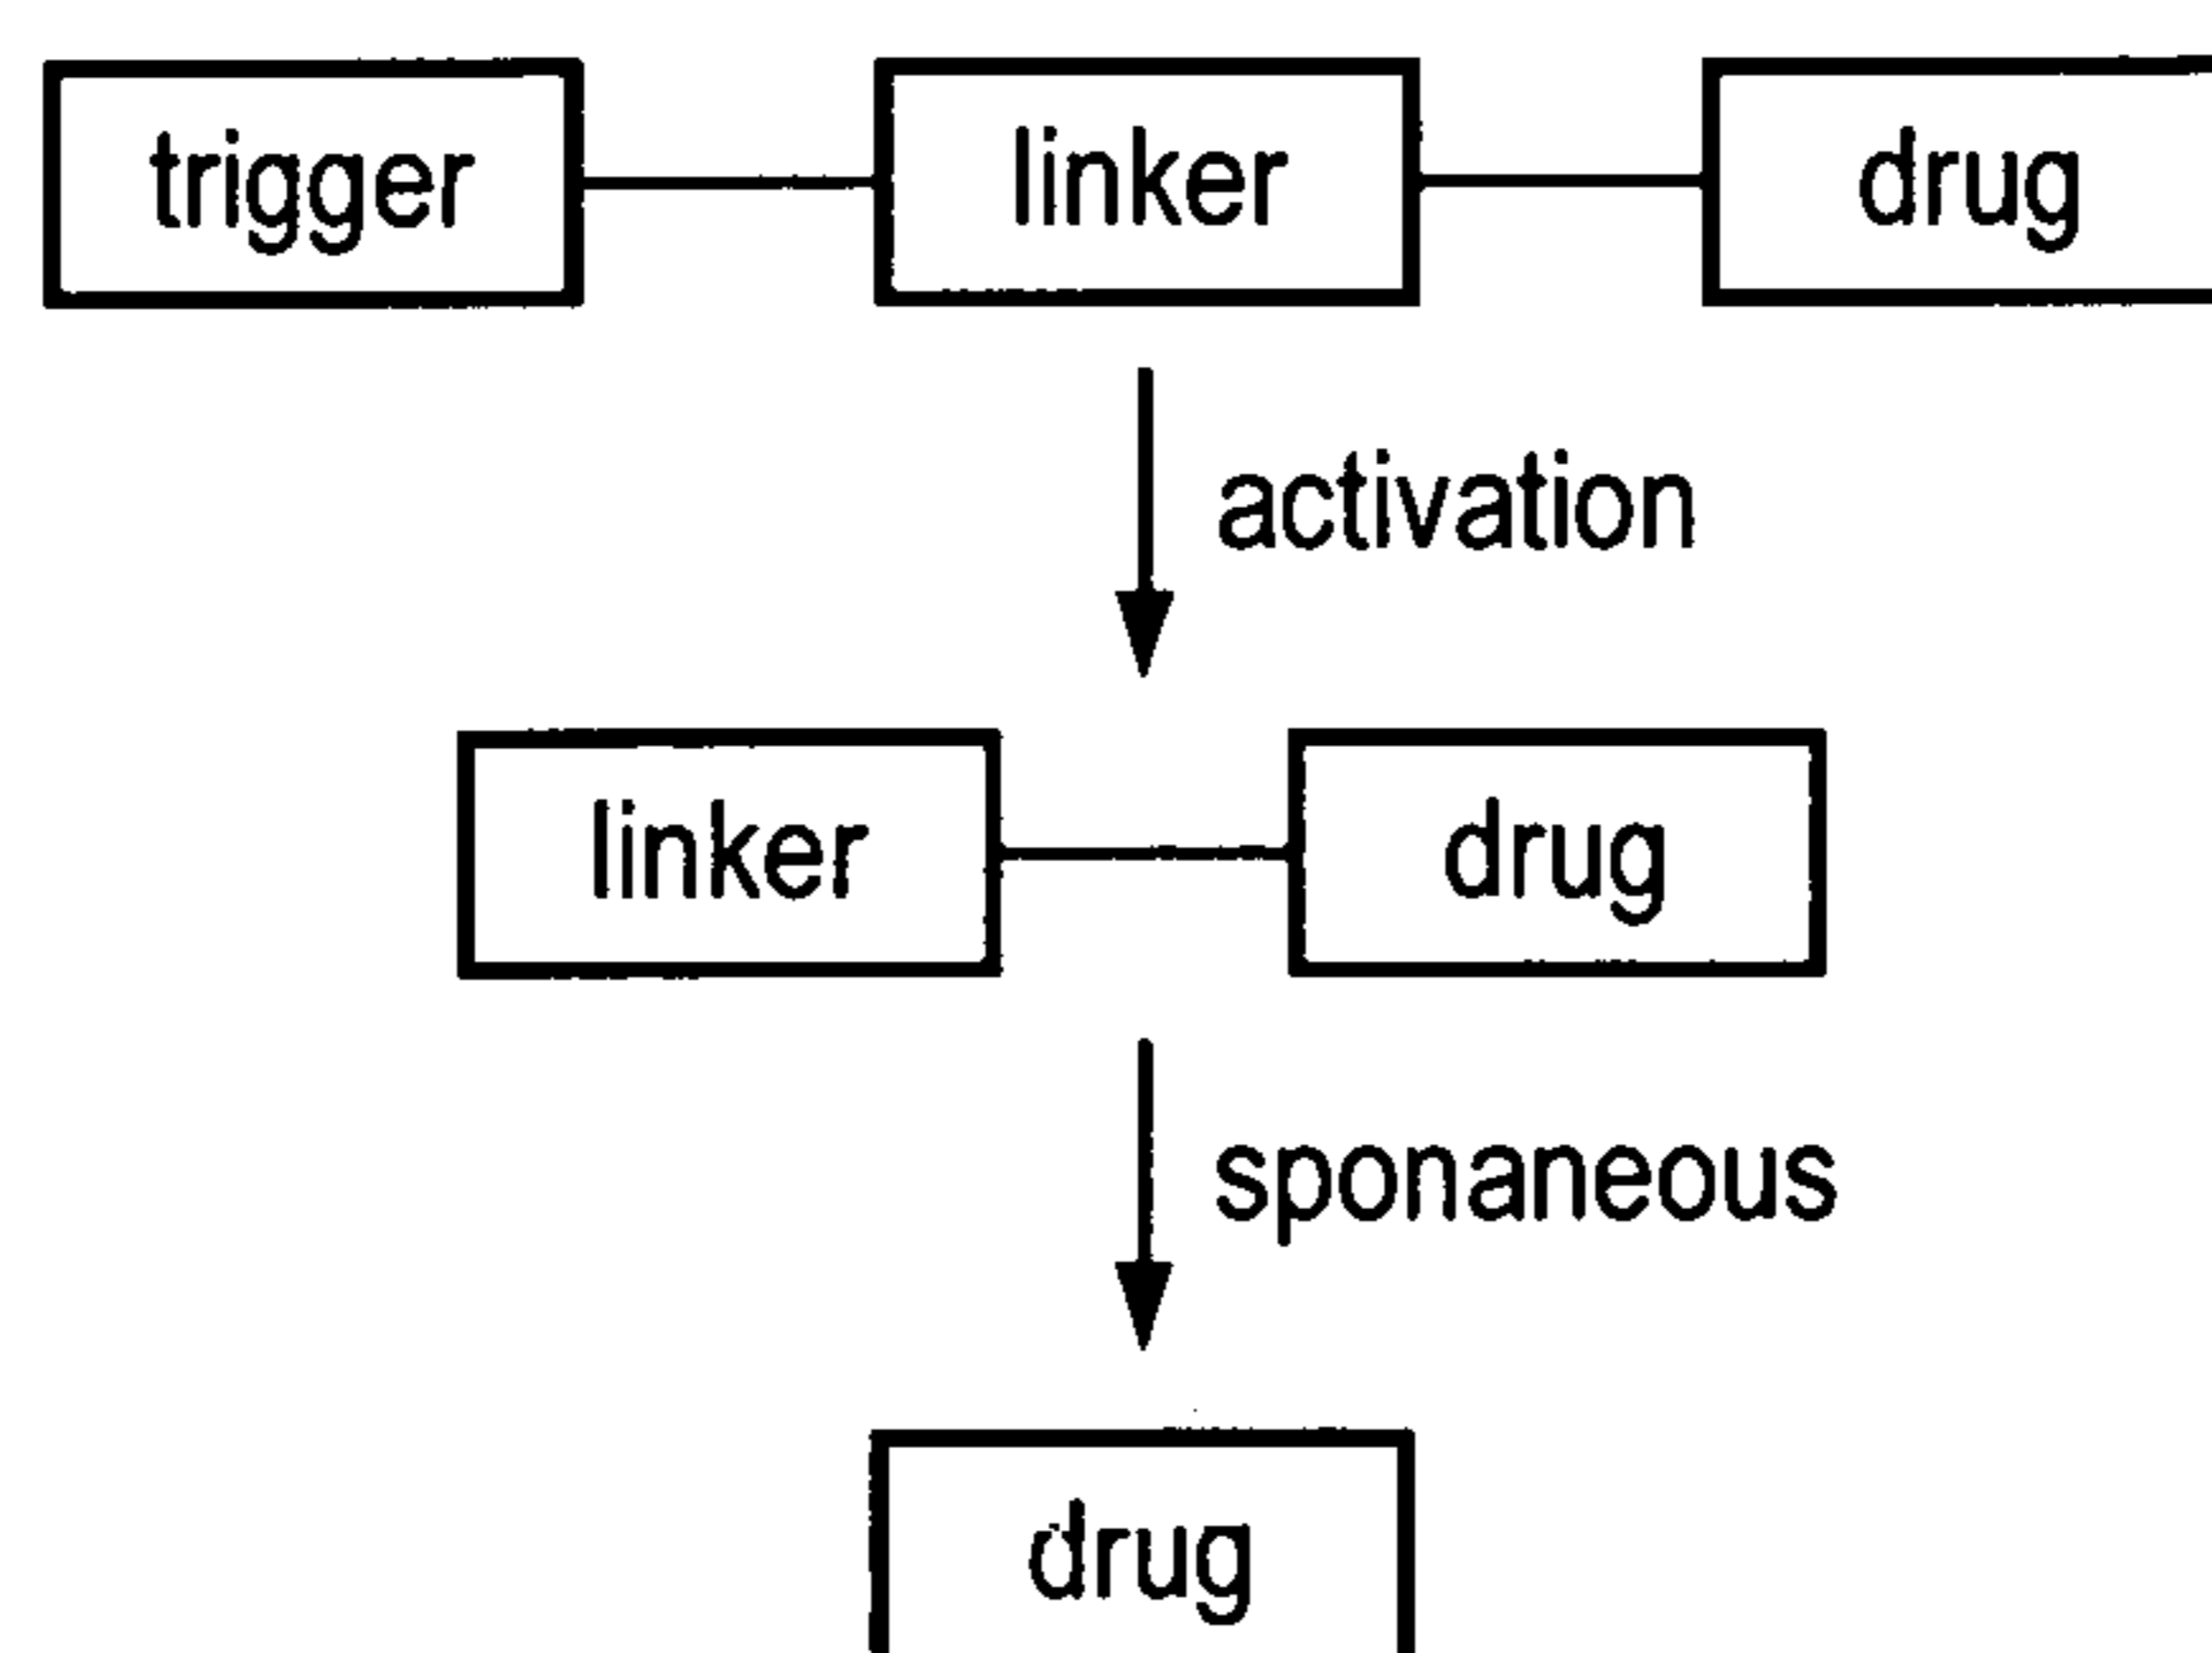 trigger linker drug
activation
linker drug
sponaneous
drug